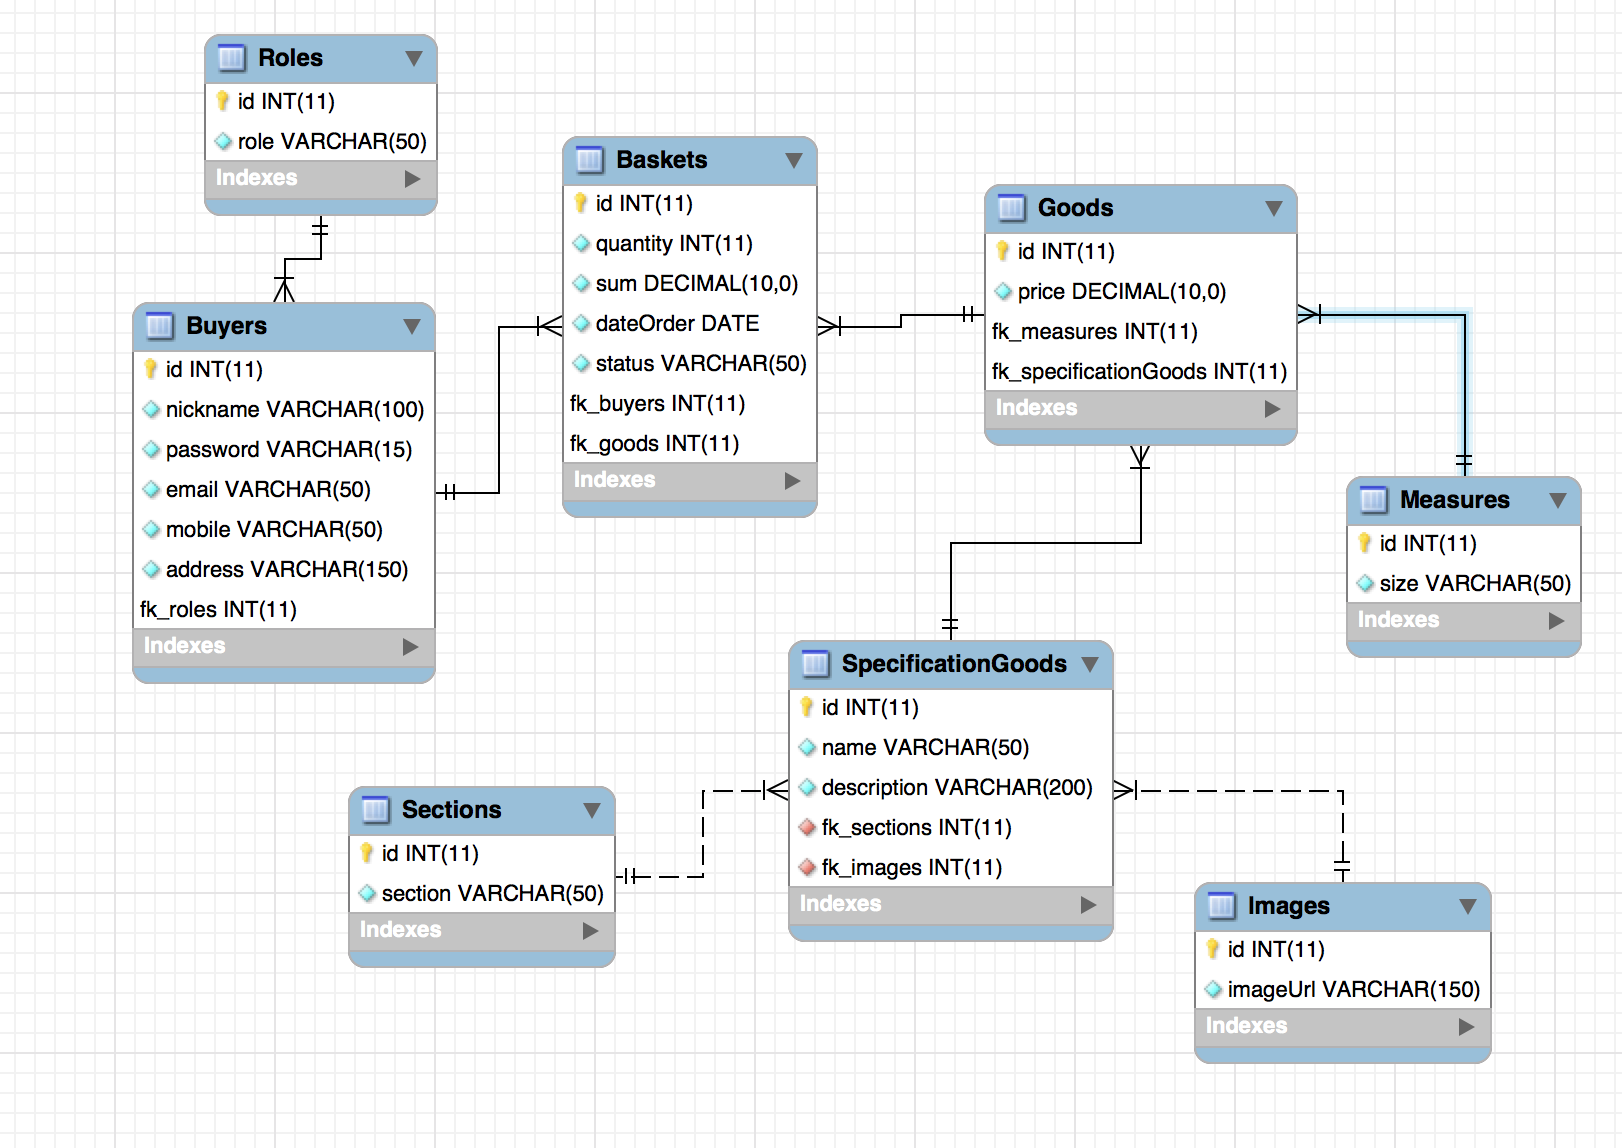 Roles
id INT(11)
role VARCHAR(50)
Indexes
Buyers
id INT(11)
nickname VARCHAR(100)
password VARCHAR(15)
email VARCHAR(50)
mobile VARCHAR(50)
address VARCHAR(150)
fk_roles INT(11)
Indexes
Baskets
id INT(11)
quantity INT(11)
sum DECIMAL(10,0)
dateOrder DATE
status VARCHAR(50)
fk_buyers INT(11)
fk_goods INT(11)
Indexes
Goods
id INT(11)
price DECIMAL(10,0)
fk_measures INT(11)
fk_specificationGoods INT(11)
Indexes
Measures
id INT(11)
size VARCHAR(50)
Indexes
SpecificationGoods
id INT(11)
name VARCHAR(50)
description VARCHAR(200)
fk_sections INT(11)
fk_images INT(11)
Indexes
Sections
id INT(11)
section VARCHAR(50)
Indexes
Images
id INT(11)
imageUrl VARCHAR(150)
Indexes